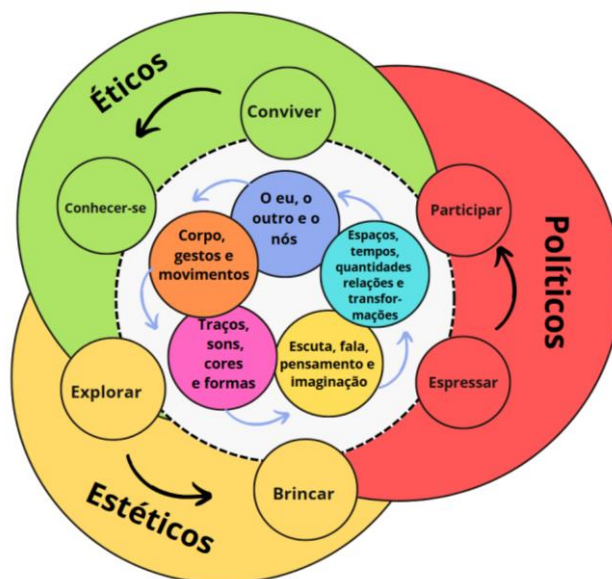 Éticos
Conviver
Conhecer-se
Participar
Políticos
O eu, o
outro e o
nós
Corpo,
gestos e
movimentos
Espaços,
tempos,
quantidades
relações e
transfor-
mações
Traços,
sons,
cores
e formas
Escuta, fala,
pensamento e
imaginação
Explorar
Espressar
Brincar
Estéticos